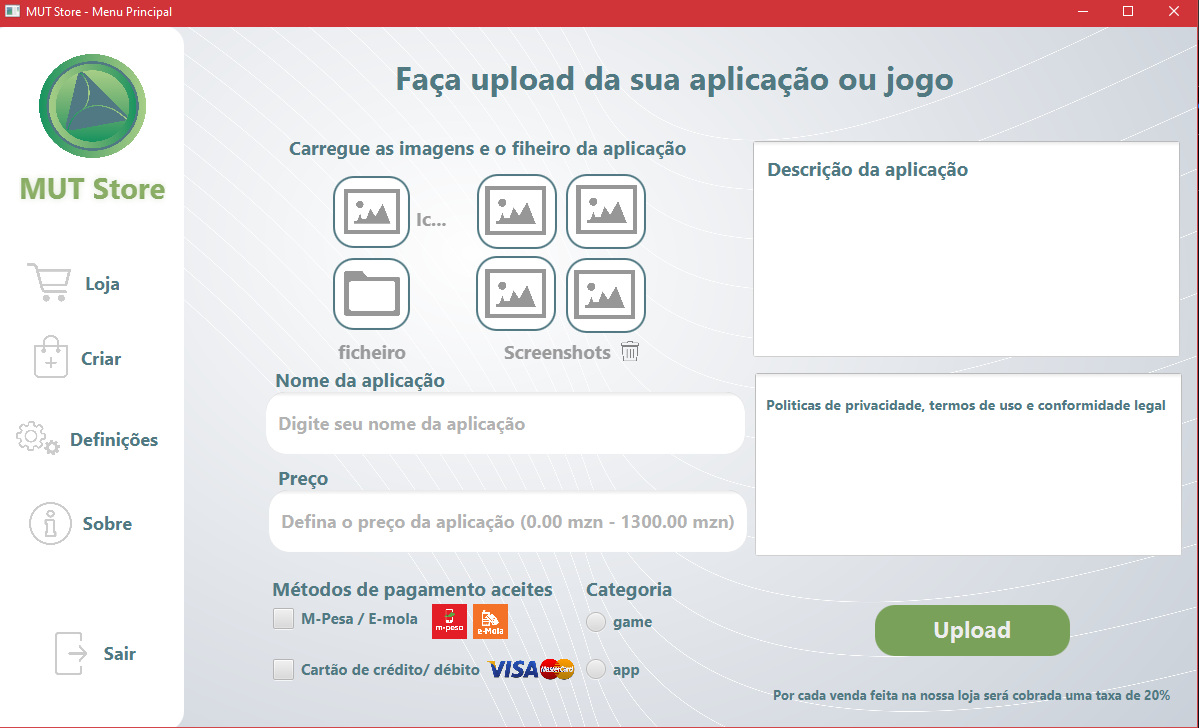 MUT Store - Menu Principal
MUT Store
Loja
Criar
Definições
Sobre
Sair
Faça upload da sua aplicação ou jogo
Carregue as imagens e o fiheiro da aplicação
Ic...
ficheiro
Screenshots
Nome da aplicação
Digite seu nome da aplicação
Preço
Defina o preço da aplicação (0.00 mzn - 1300.00 mzn)
Métodos de pagamento aceites
M-Pesa / E-mola
m-pesa
e-Mola
Cartão de crédito/ débito
VISA
MasterCard
Categoria
game
app
Descrição da aplicação
Politicas de privacidade, termos de uso e conformidade legal
Upload
Por cada venda feita na nossa loja será cobrada uma taxa de 20%